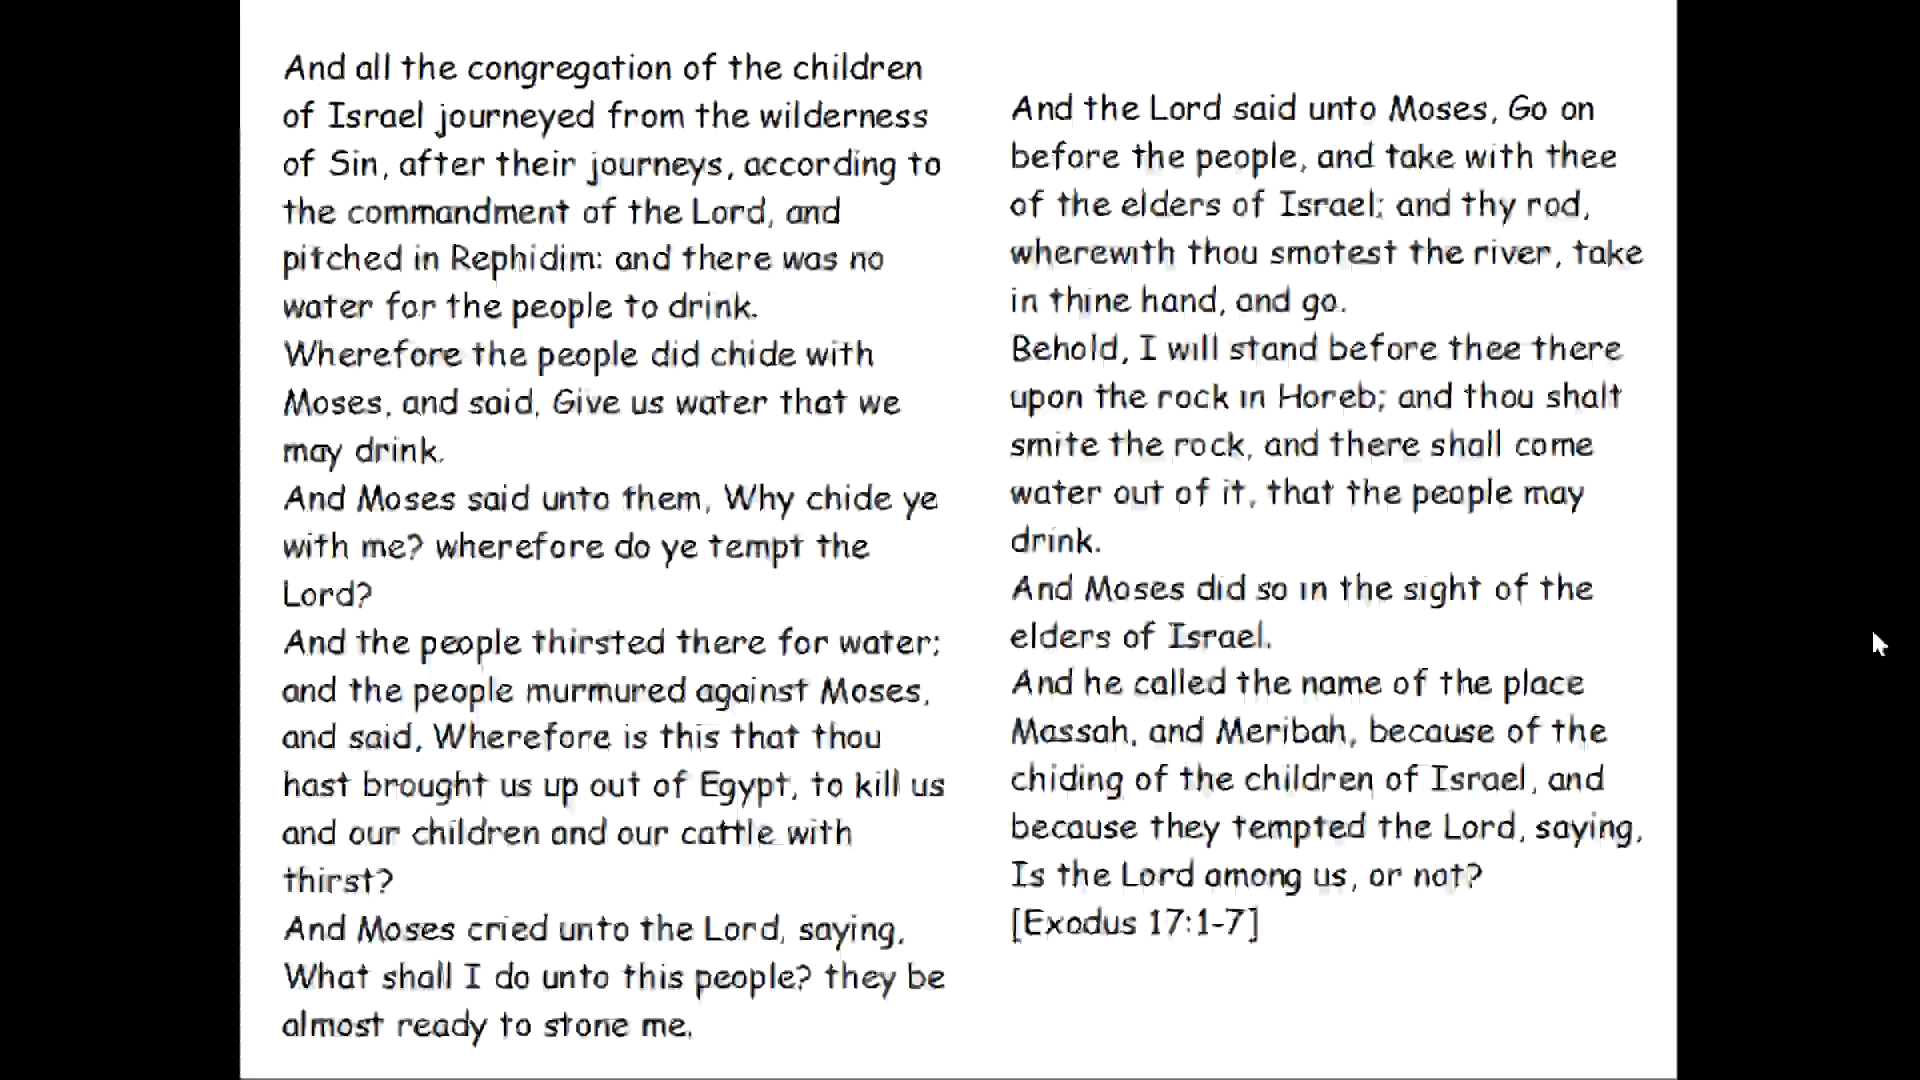 And all the congregation of the children
of Israel journeyed from the wilderness
of Sin, after their journeys, according to
the commandment of the Lord, and
pitched in Rephidim: and there was no
water for the people to drink.
Wherefore the people did chide with
Moses, and said, Give us water that we
may drink.
And Moses said unto them, Why chide ye
with me? wherefore do ye tempt the
Lord?
And the people thirsted there for water;
and the people murmured against Moses,
and said, Wherefore is this that thou
hast brought us up out of Egypt, to kill us
and our children and our cattle with
thirst?
And Moses cried unto the Lord, saying,
What shall I do unto this people? they be
almost ready to stone me.
And the Lord said unto Moses, Go on
before the people, and take with thee
of the elders of Israel; and thy rod,
wherewith thou smotest the river, take
in thine hand, and go.
Behold, I will stand before thee there
upon the rock in Horeb; and thou shalt
smite the rock, and there shall come
water out of it, that the people may
drink.
And Moses did so in the sight of the
elders of Israel.
And he called the name of the place
Massah, and Meribah, because of the
chiding of the children of Israel, and
because they tempted the Lord, saying,
Is the Lord among us, or not?
[Exodus 17:1-7]